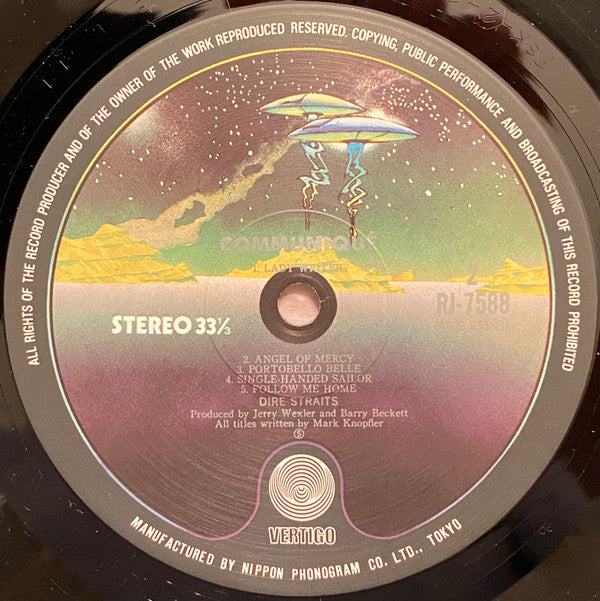 ALL RIGHTS OF THE RECORD PRODUCER AND OF THE OWNER OF THE WORK REPRODUCED RESERVED. COPYING, PUBLIC PERFORMANCE AND BROADCASTING OF THIS RECORD PROHIBITED
COMMUNIQUÉ
1. LADY WRITER
2
RJ-7588
STEREO 33⅓
2. ANGEL OF MERCY
3. PORTOBELLO BELLE
4. SINGLE-HANDED SAILOR
5. FOLLOW ME HOME
DIRE STRAITS
Produced by Jerry Wexler and Barry Beckett
All titles written by Mark Knopfler
Ⓢ
VERTIGO
MANUFACTURED BY NIPPON PHONOGRAM CO. LTD., TOKYO